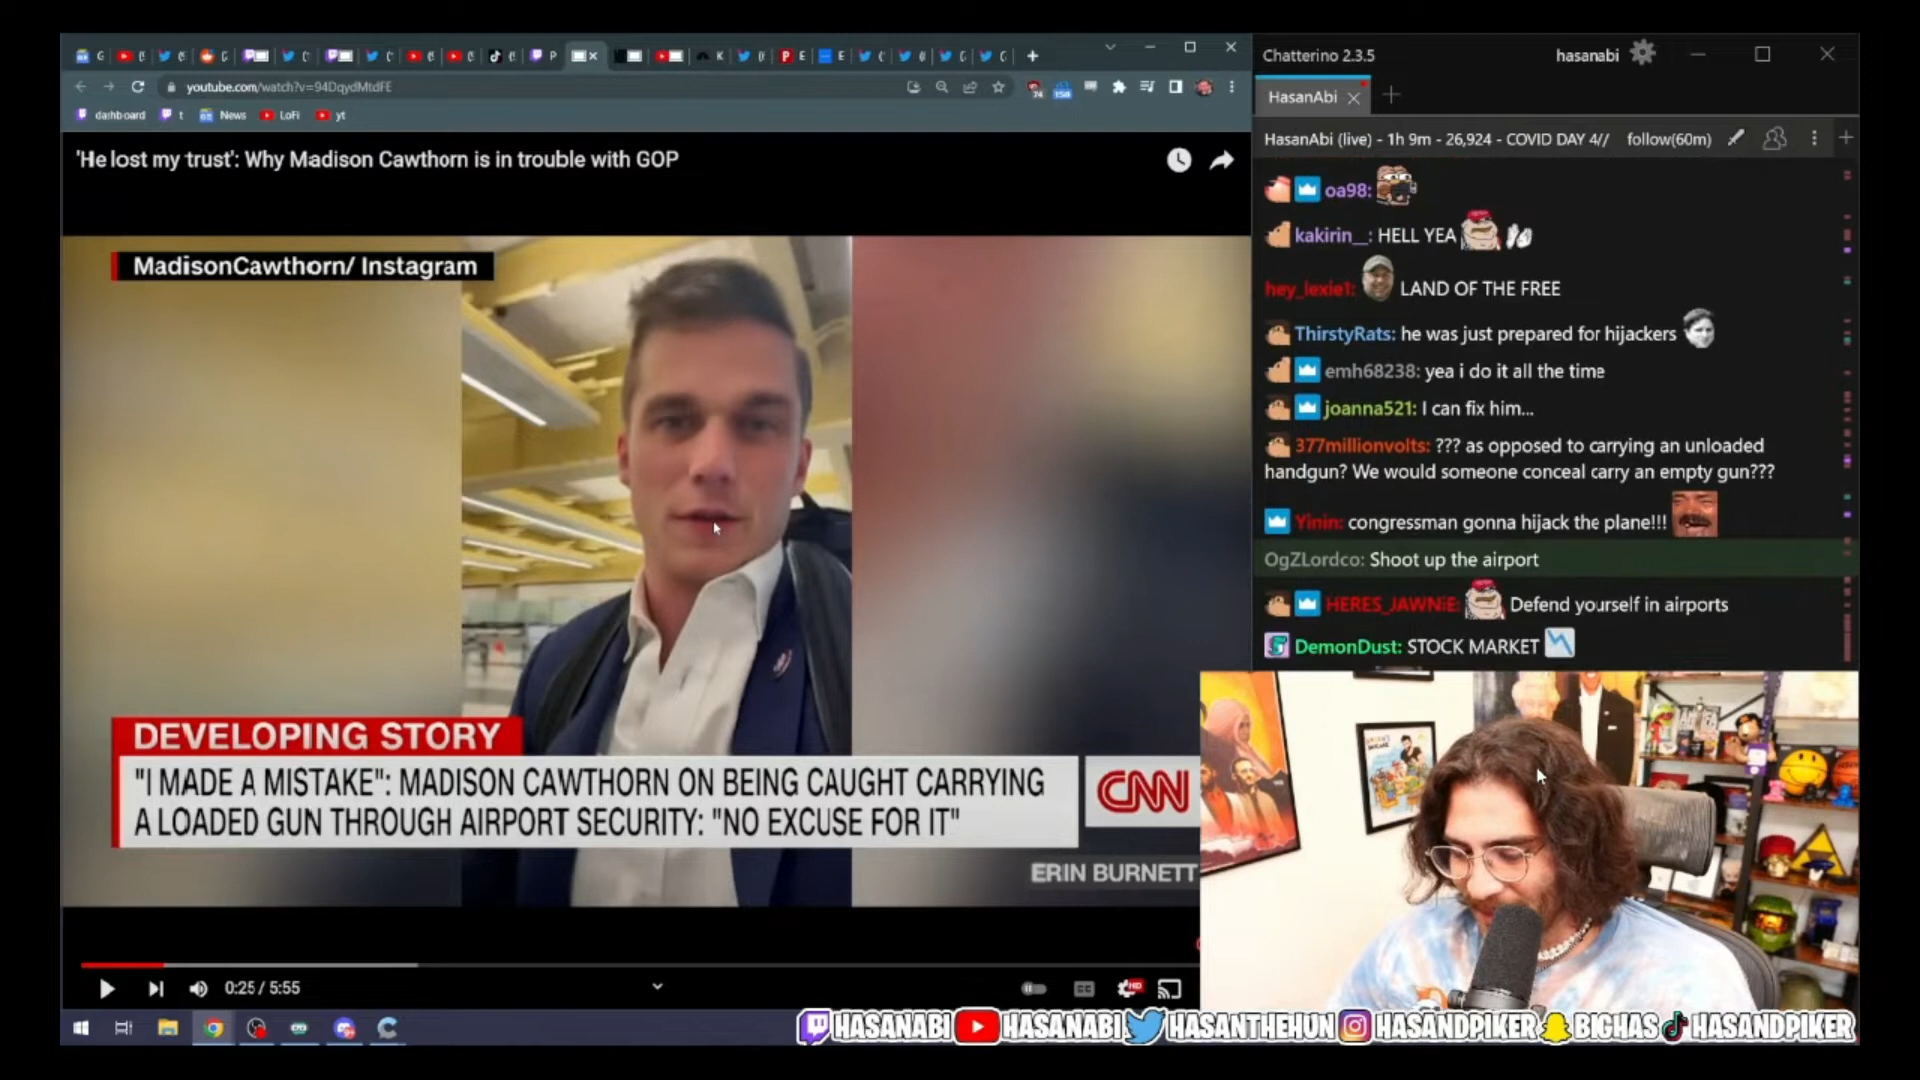 youtube.com/watch?v=94DqydMtdFE
dashboard
t
News
LoFi
yt
'He lost my trust': Why Madison Cawthorn is in trouble with GOP
MadisonCawthorn/ Instagram
DEVELOPING STORY
"I MADE A MISTAKE": MADISON CAWTHORN ON BEING CAUGHT CARRYING
A LOADED GUN THROUGH AIRPORT SECURITY: "NO EXCUSE FOR IT"
CNN
ERIN BURNETT
0:25 / 5:55
CC
HD
Chatterino 2.3.5
hasanabi
HasanAbi
HasanAbi (live) - 1h 9m - 26,924 - COVID DAY 4//
follow(60m)
oa98:
kakirin__: HELL YEA
hey_lexie1: LAND OF THE FREE
ThirstyRats: he was just prepared for hijackers
emh68238: yea i do it all the time
joanna521: I can fix him...
377millionvolts: ??? as opposed to carrying an unloaded
handgun? We would someone conceal carry an empty gun???
Yinin: congressman gonna hijack the plane!!!
OgZLordco: Shoot up the airport
HERES_JAWNiE: Defend yourself in airports
DemonDust: STOCK MARKET
HASANABI
HASANABI
HASANTHEHUN
HASANDPIKER
BIGHAS
HASANDPIKER